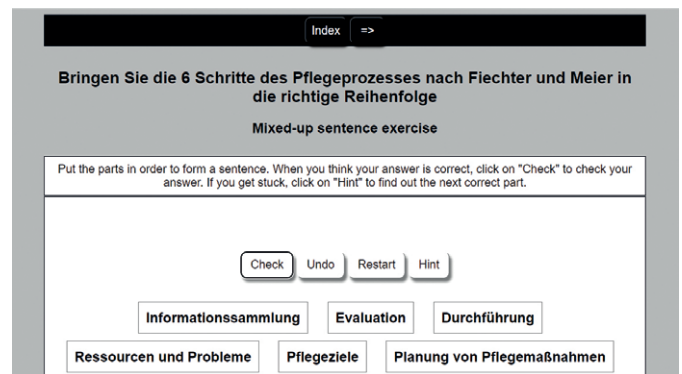 Index =>
Bringen Sie die 6 Schritte des Pflegeprozesses nach Fiechter und Meier in
die richtige Reihenfolge
Mixed-up sentence exercise
Put the parts in order to form a sentence. When you think your answer is correct, click on "Check" to check your
answer. If you get stuck, click on "Hint" to find out the next correct part.
Check Undo Restart Hint
Informationssammlung Evaluation Durchführung
Ressourcen und Probleme Pflegeziele Planung von Pflegemaßnahmen